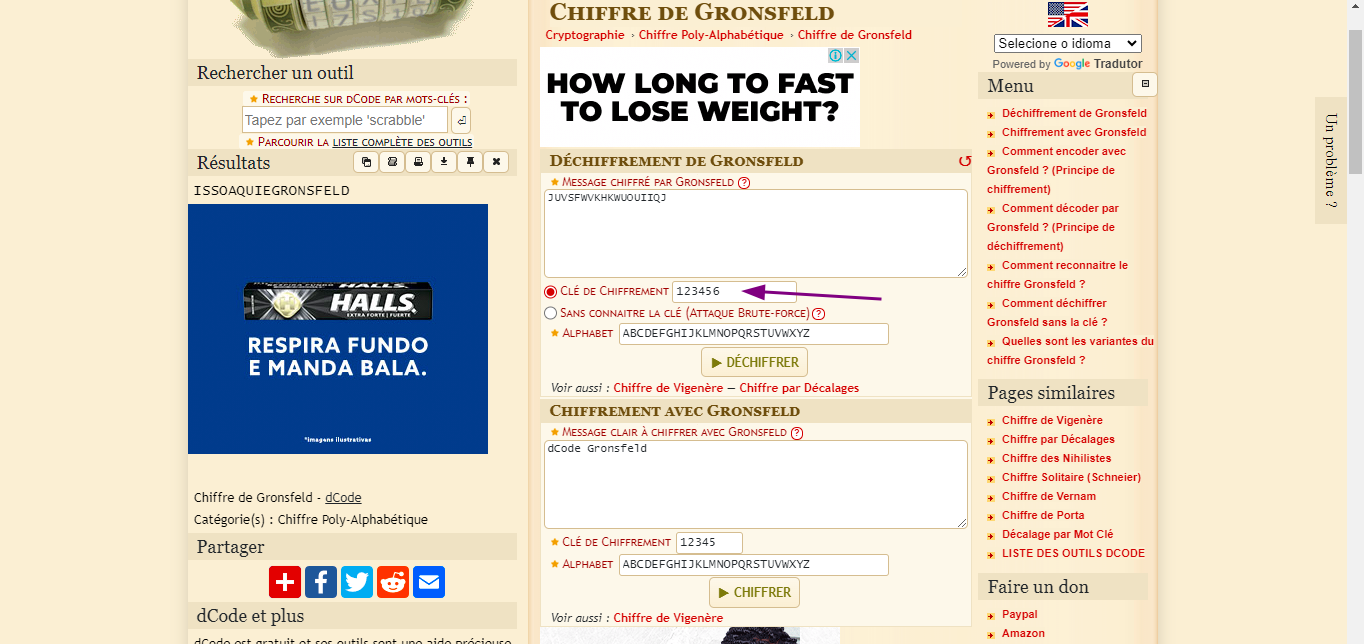 Rechercher un outil
★ Recherche sur dCode par mots-clés :
Tapez par exemple 'scrabble'
★ Parcourir la liste complète des outils
Résultats
ISSOAQUIEGRONSFELD
HALLS
EXTRA FORTE | FUERTE
RESPIRA FUNDO
E MANDA BALA.
*Imagens ilustrativas
Chiffre de Gronsfeld - dCode
Catégorie(s) : Chiffre Poly-Alphabétique
Partager
dCode et plus
dCode est gratuit et ses outils sont une aide précieuse
Chiffre de Gronsfeld
Cryptographie › Chiffre Poly-Alphabétique › Chiffre de Gronsfeld
HOW LONG TO FAST
TO LOSE WEIGHT?
Déchiffrement de Gronsfeld
★ Message chiffré par Gronsfeld ?
JUVSFWVKHKWUOUIIQJ
Clé de Chiffrement 123456
Sans connaitre la clé (Attaque Brute-force) ?
★ Alphabet ABCDEFGHIJKLMNOPQRSTUVWXYZ
▶ DÉCHIFFRER
Voir aussi : Chiffre de Vigenère — Chiffre par Décalages
Chiffrement avec Gronsfeld
★ Message clair à chiffrer avec Gronsfeld ?
dCode Gronsfeld
★ Clé de Chiffrement 12345
★ Alphabet ABCDEFGHIJKLMNOPQRSTUVWXYZ
▶ CHIFFRER
Voir aussi : Chiffre de Vigenère
Selecione o idioma
Powered by Google Tradutor
Menu
Déchiffrement de Gronsfeld
Chiffrement avec Gronsfeld
Comment encoder avec
Gronsfeld ? (Principe de
chiffrement)
Comment décoder par
Gronsfeld ? (Principe de
déchiffrement)
Comment reconnaitre le
chiffre Gronsfeld ?
Comment déchiffrer
Gronsfeld sans la clé ?
Quelles sont les variantes du
chiffre Gronsfeld ?
Pages similaires
Chiffre de Vigenère
Chiffre par Décalages
Chiffre des Nihilistes
Chiffre Solitaire (Schneier)
Chiffre de Vernam
Chiffre de Porta
Décalage par Mot Clé
LISTE DES OUTILS DCODE
Faire un don
Paypal
Amazon
Un problème ?